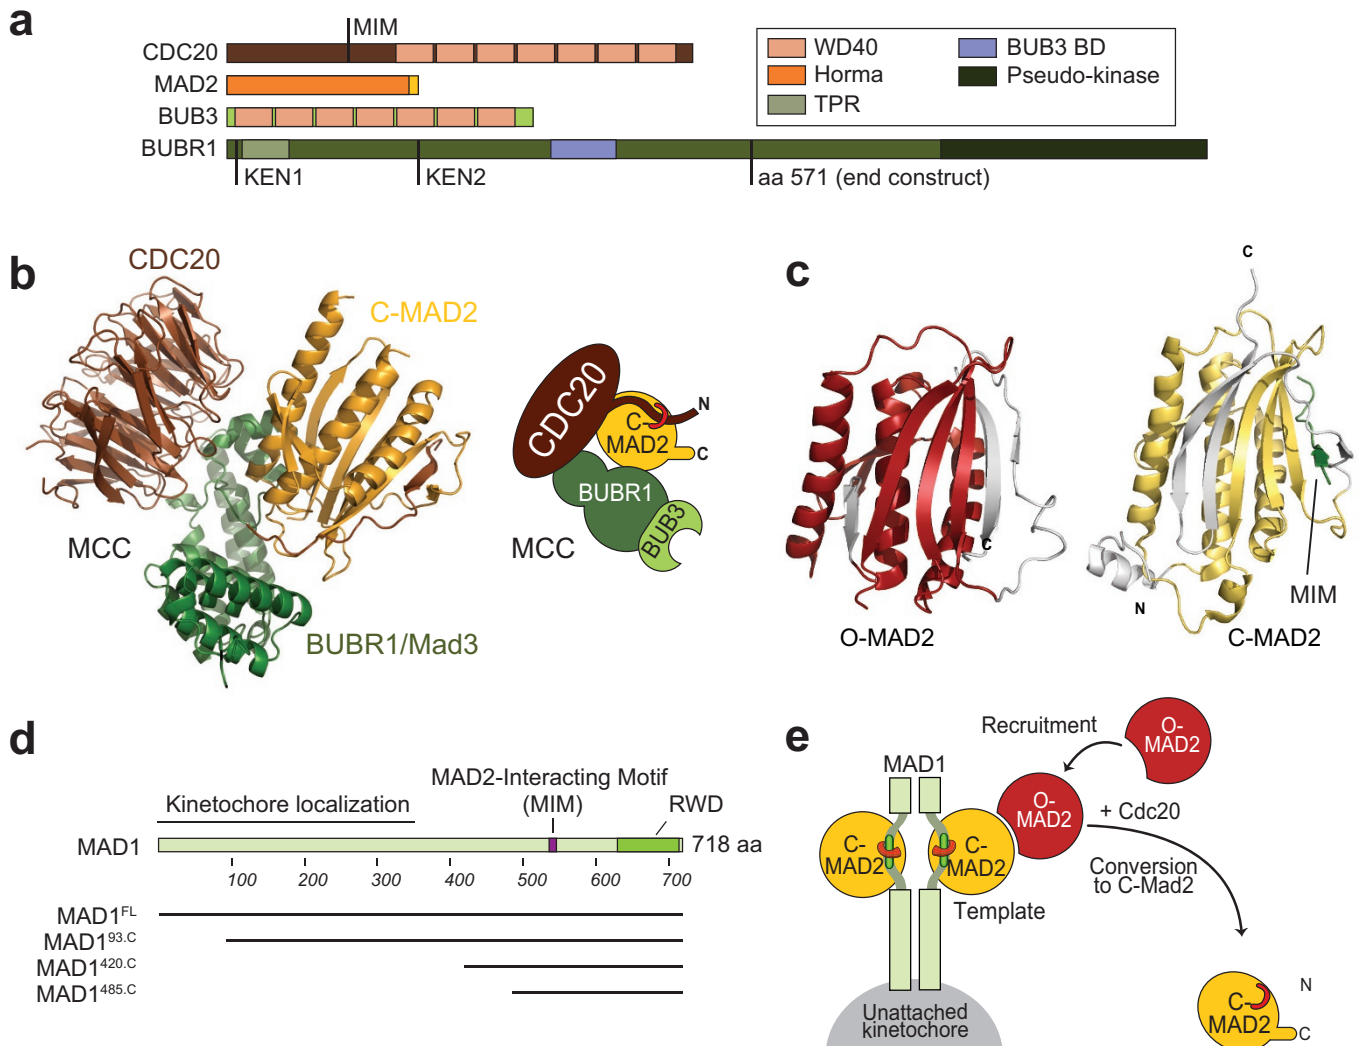 a
MIM
CDC20
MAD2
BUB3
BUBR1
KEN1
KEN2
aa 571 (end construct)
WD40
Horma
TPR
BUB3 BD
Pseudo-kinase
b
CDC20
C-MAD2
MCC
BUBR1/Mad3
CDC20
C-
MAD2
N
C
BUBR1
BUB3
MCC
c
C
O-MAD2
C
N
MIM
C-MAD2
d
Kinetochore localization
MAD2-Interacting Motif
(MIM)
RWD
MAD1
718 aa
100 200 300 400 500 600 700
MAD1FL
MAD193.C
MAD1420.C
MAD1485.C
e
Recruitment
O-
MAD2
MAD1
O-
MAD2
+ Cdc20
C-
MAD2
C-
MAD2
Conversion
to C-Mad2
Template
Unattached
kinetochore
N
C-
MAD2
C